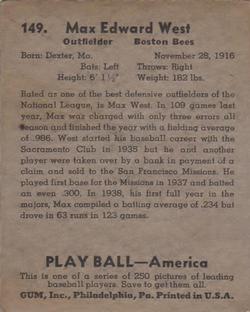 149. Max Edward West
Outfielder Boston Bees
Born: Dexter, Mo. November 28, 1916
Bats: Left Throws: Right
Height: 6' 1½" Weight: 182 lbs.
Rated as one of the best defensive outfielders of the
National League, is Max West. In 109 games last
year, Max was charged with only three errors all
season and finished the year with a fielding average
of .986. West started his baseball career with the
Sacramento Club in 1935 but he and another
player were taken over by a bank in payment of a
claim and sold to the San Francisco Missions. He
played first base for the Missions in 1937 and batted
an even .300. In 1938, his first full year in the
majors, Max compiled a batting average of .234 but
drove in 63 runs in 123 games.
PLAY BALL—America
This is one of a series of 250 pictures of leading
baseball players. Save to get them all.
GUM, Inc., Philadelphia, Pa. Printed in U.S.A.